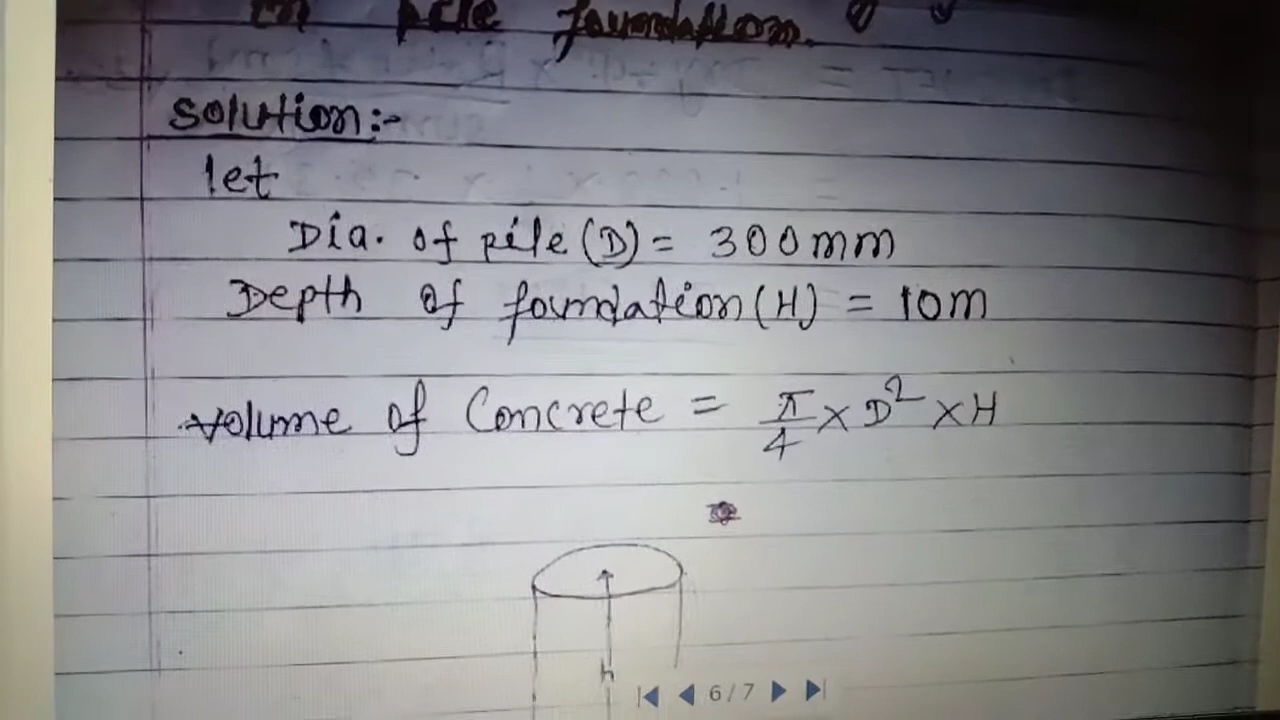 in pile foundation.
Solution:-
let
Dia. of pile (D) = 300mm
Depth of foundation (H) = 10m
Volume of Concrete = π/4 × D² × H
h
6/7